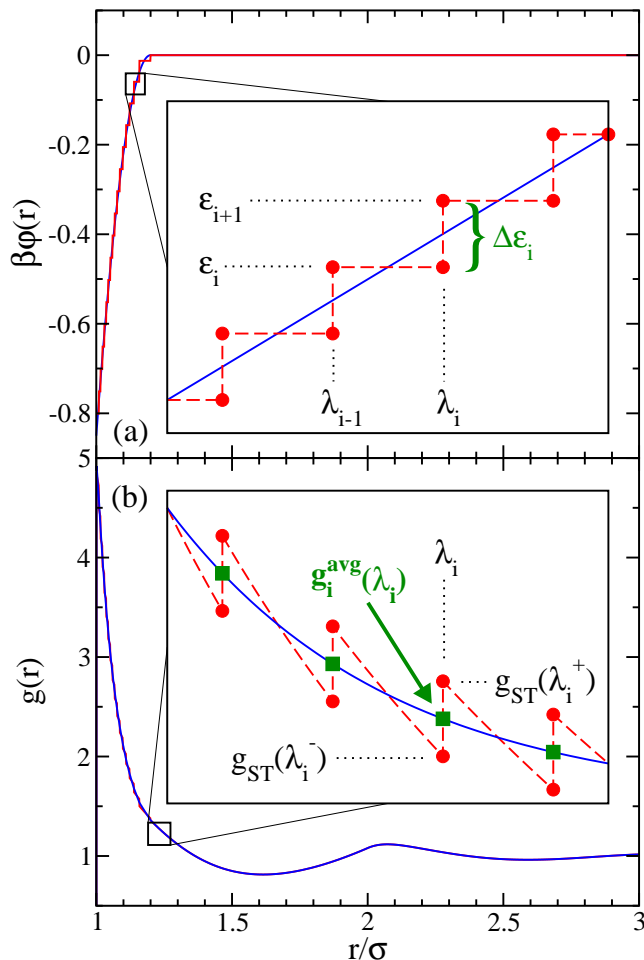 0
-0.2
-0.4
-0.6
-0.8
βφ(r)
ε_{i+1}
Δε_i
ε_i
λ_{i-1} λ_i
(a)
5
4
3
2
1
g(r)
(b)
λ_i
g_i^{avg}(λ_i)
g_{ST}(λ_i^+)
g_{ST}(λ_i^-)
1 1.5 2 2.5 3
r/σ